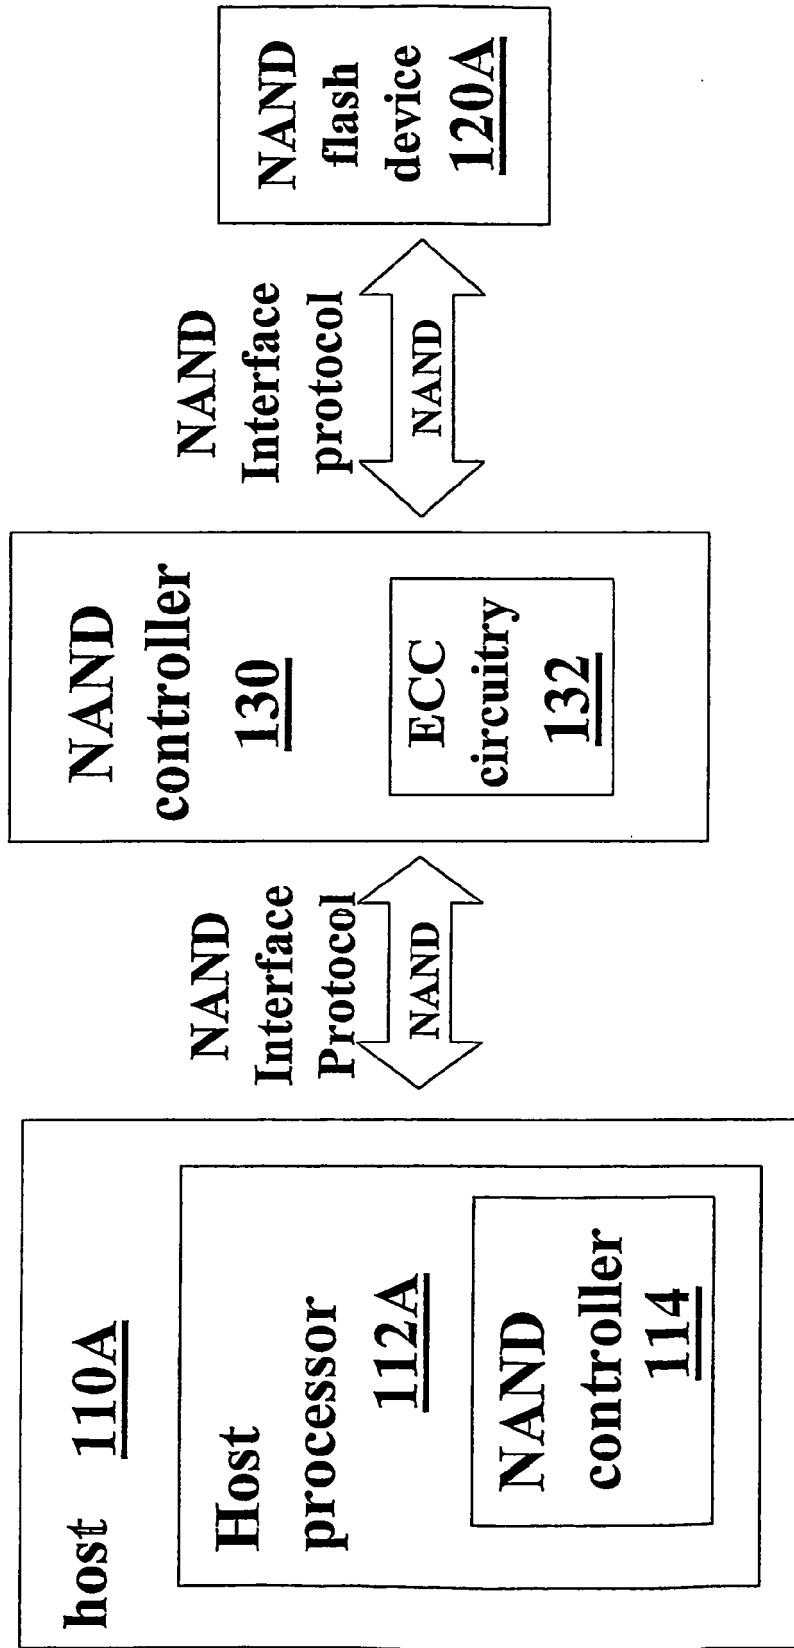 host 110A
Host
processor
112A
NAND
controller
114
NAND
Interface
Protocol
NAND
NAND
controller
130
ECC
circuitry
132
NAND
Interface
protocol
NAND
NAND
flash
device
120A